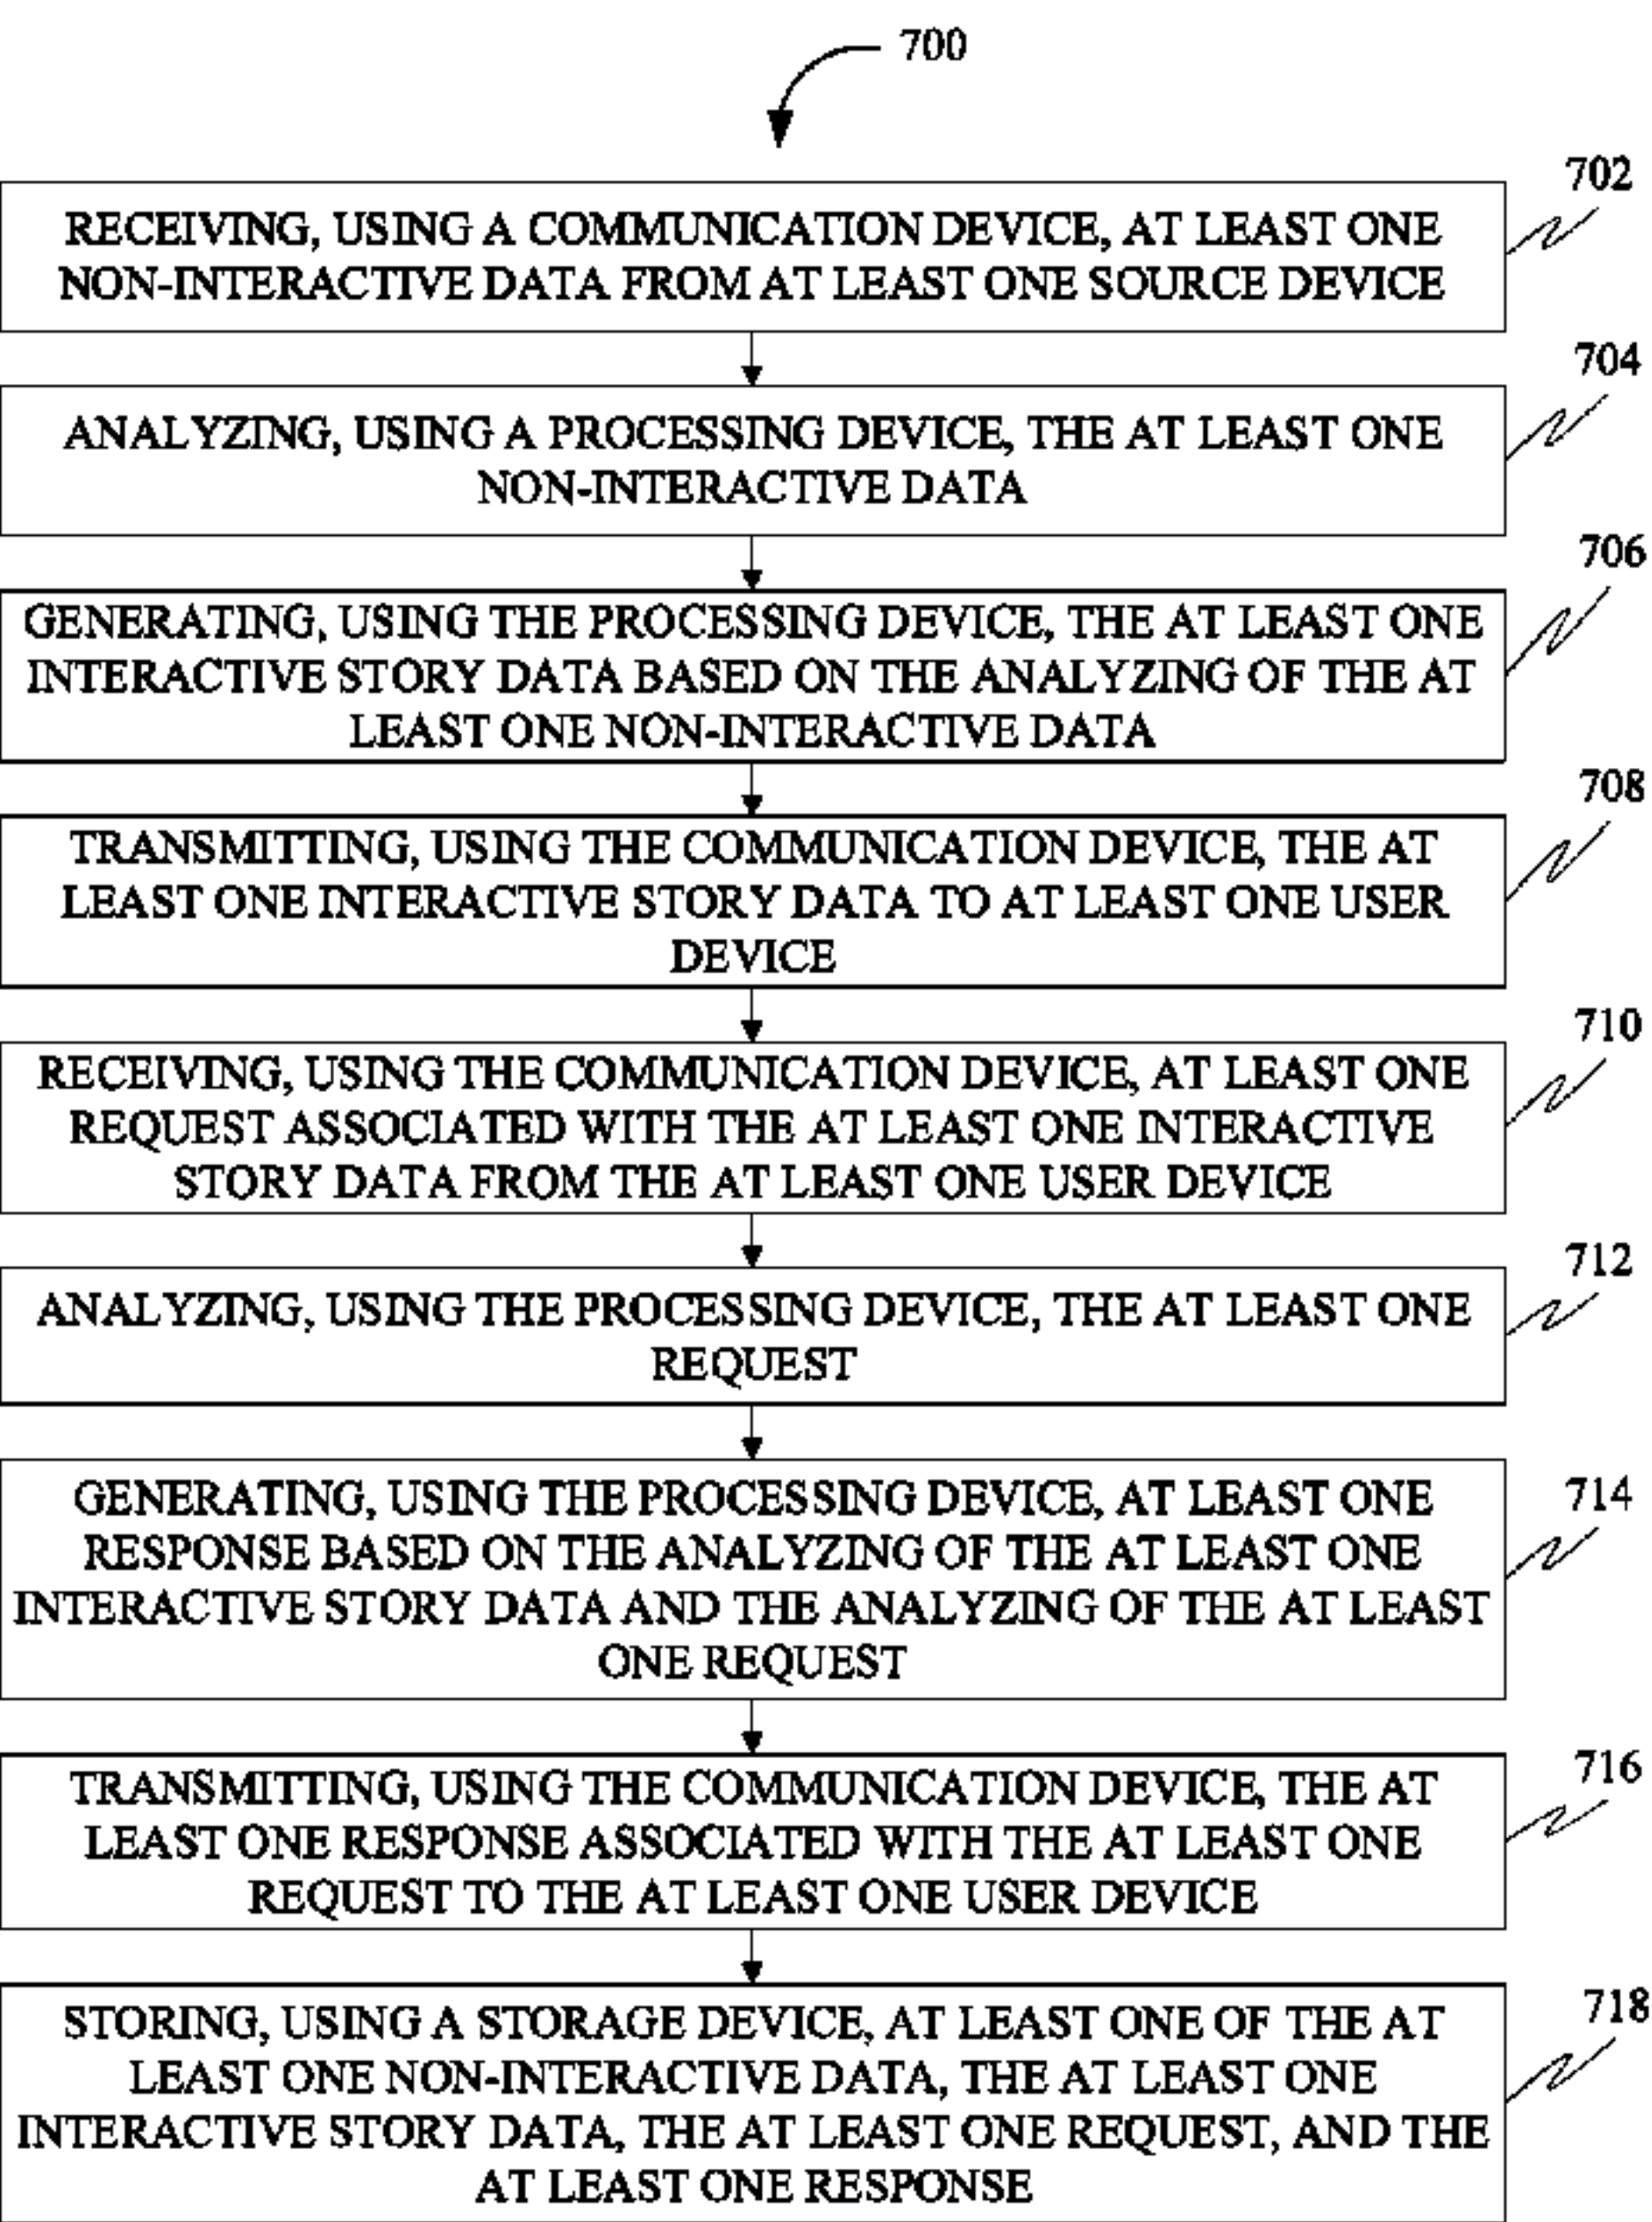 700
702
RECEIVING, USING A COMMUNICATION DEVICE, AT LEAST ONE
NON-INTERACTIVE DATA FROM AT LEAST ONE SOURCE DEVICE
704
ANALYZING, USING A PROCESSING DEVICE, THE AT LEAST ONE
NON-INTERACTIVE DATA
706
GENERATING, USING THE PROCESSING DEVICE, THE AT LEAST ONE
INTERACTIVE STORY DATA BASED ON THE ANALYZING OF THE AT
LEAST ONE NON-INTERACTIVE DATA
708
TRANSMITTING, USING THE COMMUNICATION DEVICE, THE AT
LEAST ONE INTERACTIVE STORY DATA TO AT LEAST ONE USER
DEVICE
710
RECEIVING, USING THE COMMUNICATION DEVICE, AT LEAST ONE
REQUEST ASSOCIATED WITH THE AT LEAST ONE INTERACTIVE
STORY DATA FROM THE AT LEAST ONE USER DEVICE
712
ANALYZING, USING THE PROCESSING DEVICE, THE AT LEAST ONE
REQUEST
714
GENERATING, USING THE PROCESSING DEVICE, AT LEAST ONE
RESPONSE BASED ON THE ANALYZING OF THE AT LEAST ONE
INTERACTIVE STORY DATA AND THE ANALYZING OF THE AT LEAST
ONE REQUEST
716
TRANSMITTING, USING THE COMMUNICATION DEVICE, THE AT
LEAST ONE RESPONSE ASSOCIATED WITH THE AT LEAST ONE
REQUEST TO THE AT LEAST ONE USER DEVICE
718
STORING, USING A STORAGE DEVICE, AT LEAST ONE OF THE AT
LEAST ONE NON-INTERACTIVE DATA, THE AT LEAST ONE
INTERACTIVE STORY DATA, THE AT LEAST ONE REQUEST, AND THE
AT LEAST ONE RESPONSE